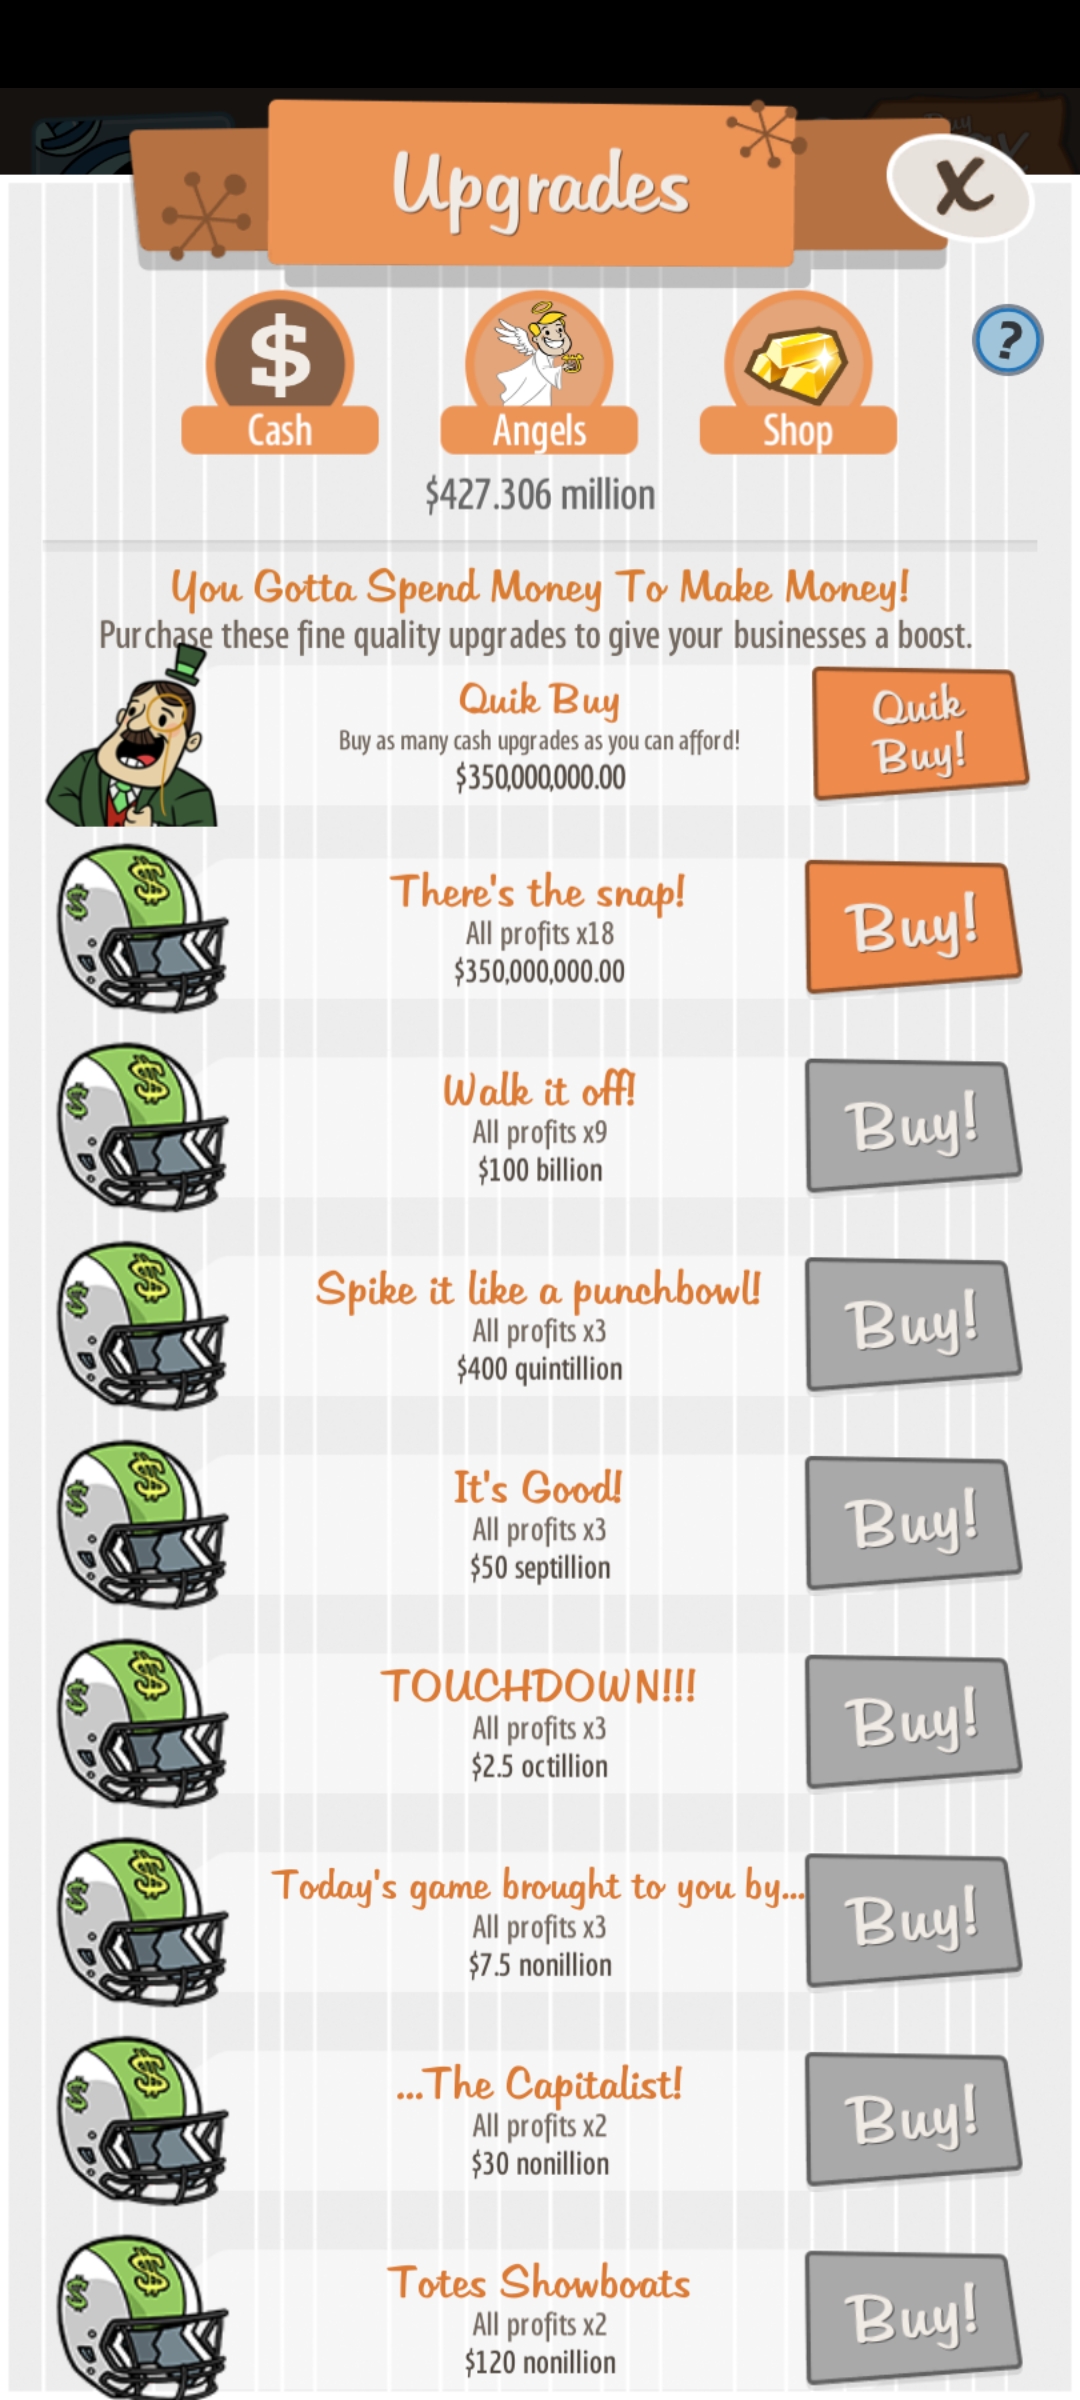 Upgrades
X
$
?
Cash
Angels
Shop
$427.306 million
You Gotta Spend Money To Make Money!
Purchase these fine quality upgrades to give your businesses a boost.
Quik Buy
Buy as many cash upgrades as you can afford!
$350,000,000.00
Quik
Buy!
There's the snap!
All profits x18
$350,000,000.00
Buy!
Walk it off!
All profits x9
$100 billion
Buy!
Spike it like a punchbowl!
All profits x3
$400 quintillion
Buy!
It's Good!
All profits x3
$50 septillion
Buy!
TOUCHDOWN!!!
All profits x3
$2.5 octillion
Buy!
Today's game brought to you by...
All profits x3
$7.5 nonillion
Buy!
...The Capitalist!
All profits x2
$30 nonillion
Buy!
Totes Showboats
All profits x2
$120 nonillion
Buy!